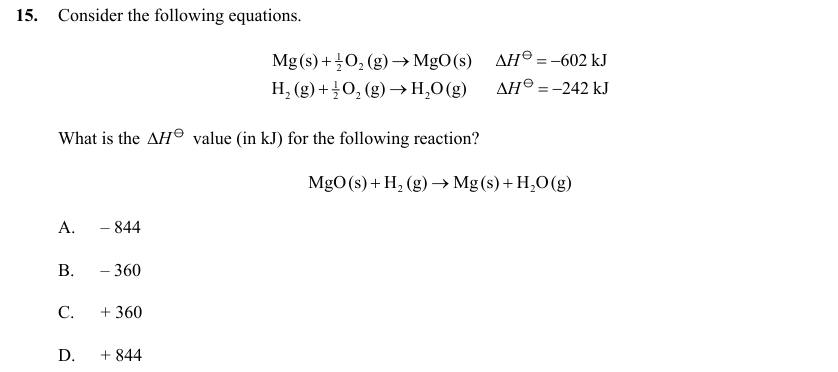 15. Consider the following equations.
Mg(s)+½O₂(g)→MgO(s) ΔH⊖ = –602 kJ
H₂(g)+½O₂(g)→H₂O(g) ΔH⊖ = –242 kJ
What is the ΔH⊖ value (in kJ) for the following reaction?
MgO(s)+H₂(g)→Mg(s)+H₂O(g)
A. – 844
B. – 360
C. + 360
D. + 844